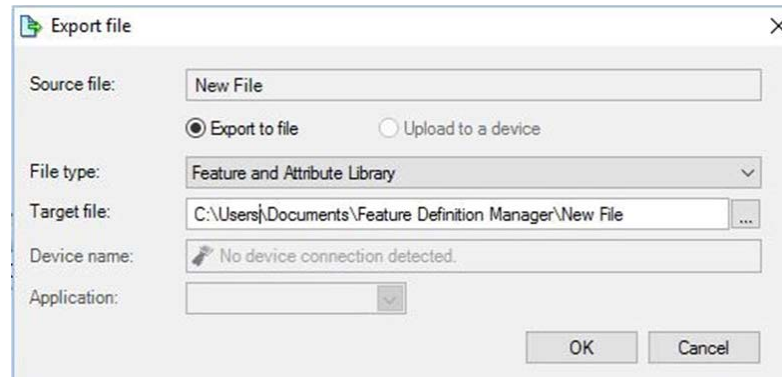 Export file
Source file: New File
Export to file Upload to a device
File type: Feature and Attribute Library
Target file: C:\Users\Documents\Feature Definition Manager\New File ...
Device name: No device connection detected.
Application:
OK Cancel